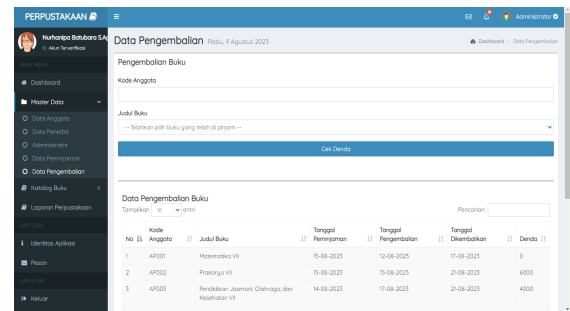 PERPUSTAKAAN
Administrator
Nurhanipa Batubara S.Ag
Akun Terverifikasi
MAIN MENU
Dashboard
Master Data
Data Anggota
Data Penerbit
Administrator
Data Peminjaman
Data Pengembalian
Katalog Buku
Laporan Perpustakaan
LAIN LAIN
Identitas Aplikasi
Pesan
LANJUTAN
Keluar
Data Pengembalian Rabu, 9 Agustus 2023
Dashboard > Data Pengembalian
Pengembalian Buku
Kode Anggota
Judul Buku
-- Silahkan pilih buku yang telah di pinjam --
Cek Denda
Data Pengembalian Buku
Tampilkan 10 entri
Pencarian:
No Kode Anggota Judul Buku Tanggal Peminjaman Tanggal Pengembalian Tanggal Dikembalikan Denda
1 AP001 Matematika VII 15-08-2023 12-08-2023 17-08-2023 0
2 AP002 Prakarya VII 15-08-2023 15-08-2023 21-08-2023 6000
3 AP003 Pendidikan Jasmani, Olahraga, dan Kesehatan VII 14-08-2023 17-08-2023 21-08-2023 4000